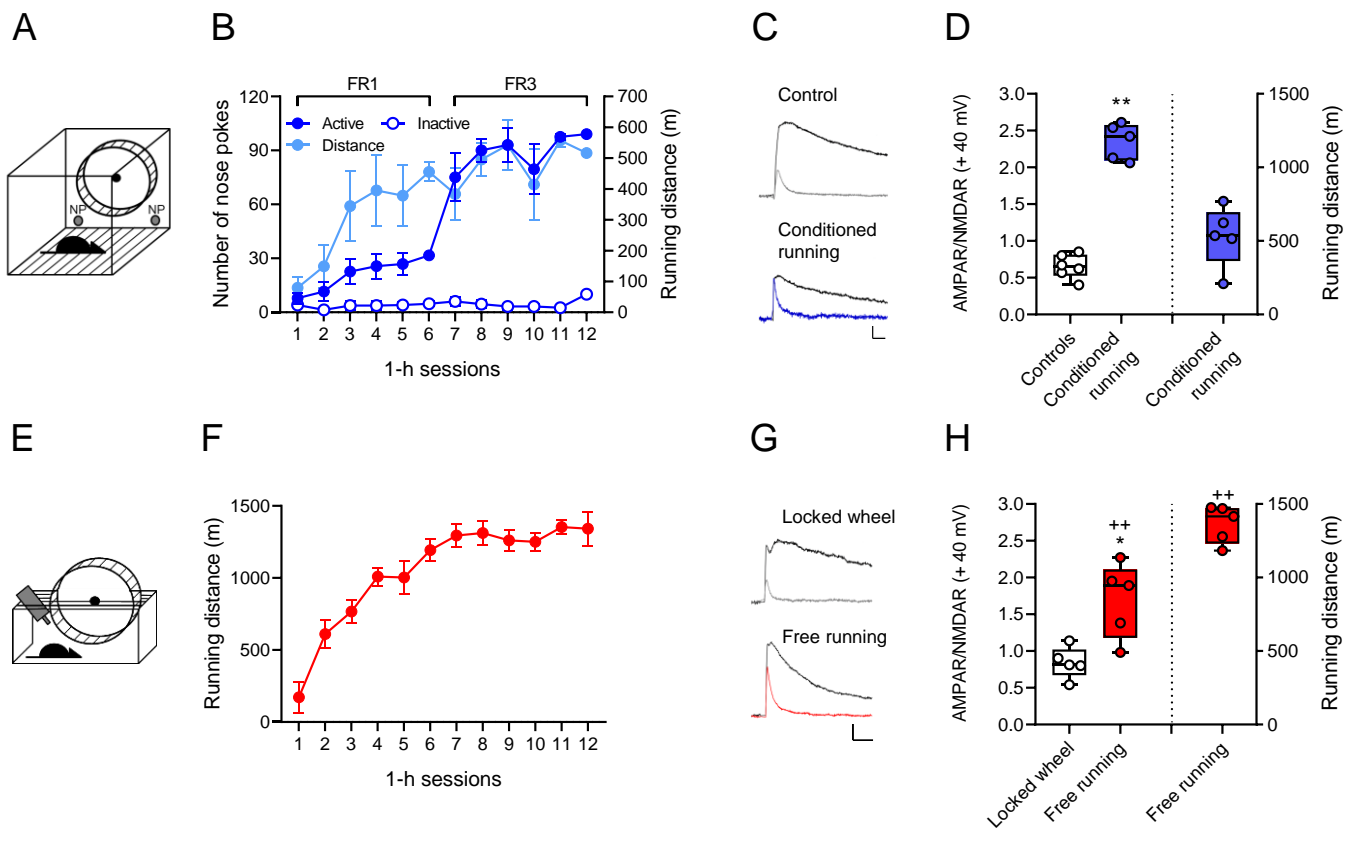 A
B
C
D
FR1
FR3
120
90
60
30
0
Number of nose pokes
Active
Inactive
Distance
700
600
500
400
300
200
100
0
Running distance (m)
1 2 3 4 5 6 7 8 9 10 11 12
1-h sessions
NP
NP
Control
Conditioned
running
3.0
2.5
2.0
1.5
1.0
0.5
0.0
AMPAR/NMDAR (+ 40 mV)
**
1500
1000
500
0
Running distance (m)
Controls
Conditioned
running
Conditioned
running
E
F
G
H
1500
1000
500
0
Running distance (m)
1 2 3 4 5 6 7 8 9 10 11 12
1-h sessions
Locked wheel
Free running
3.0
2.5
2.0
1.5
1.0
0.5
0.0
AMPAR/NMDAR (+ 40 mV)
++
*
++
1500
1000
500
0
Running distance (m)
Locked wheel
Free running
Free running